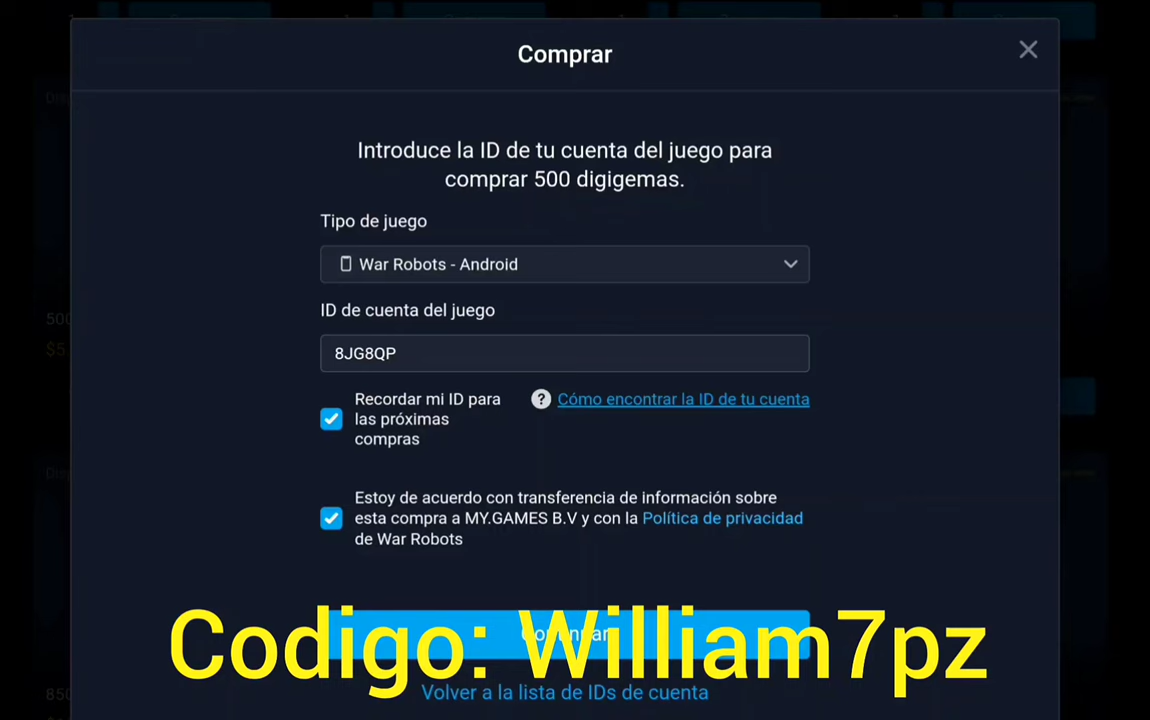 Comprar
Introduce la ID de tu cuenta del juego para
comprar 500 digigemas.
Tipo de juego
War Robots - Android
ID de cuenta del juego
8JG8QP
Recordar mi ID para
las próximas
compras
? Cómo encontrar la ID de tu cuenta
Estoy de acuerdo con transferencia de información sobre
esta compra a MY.GAMES B.V y con la Política de privacidad
de War Robots
Codigo: William7pz
Volver a la lista de IDs de cuenta
500
$5
850